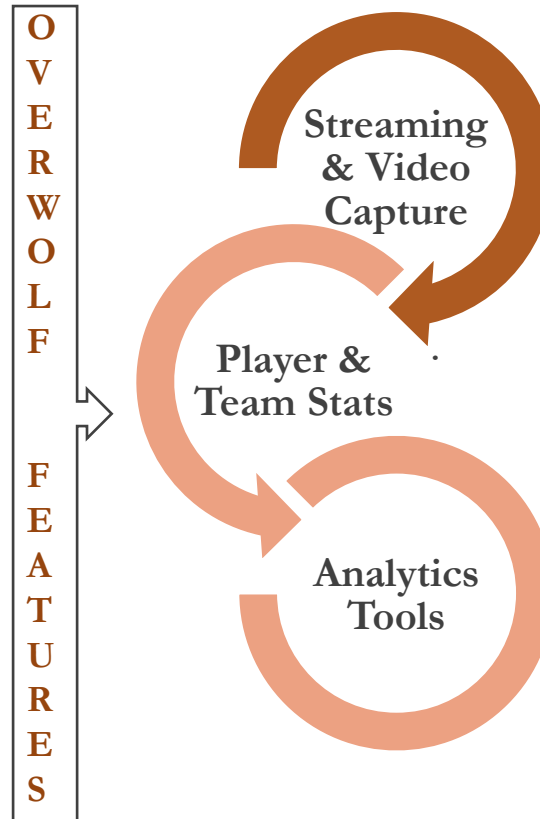 OVERWOLF FEATURES
Streaming
& Video
Capture
Player &
Team Stats
.
Analytics
Tools